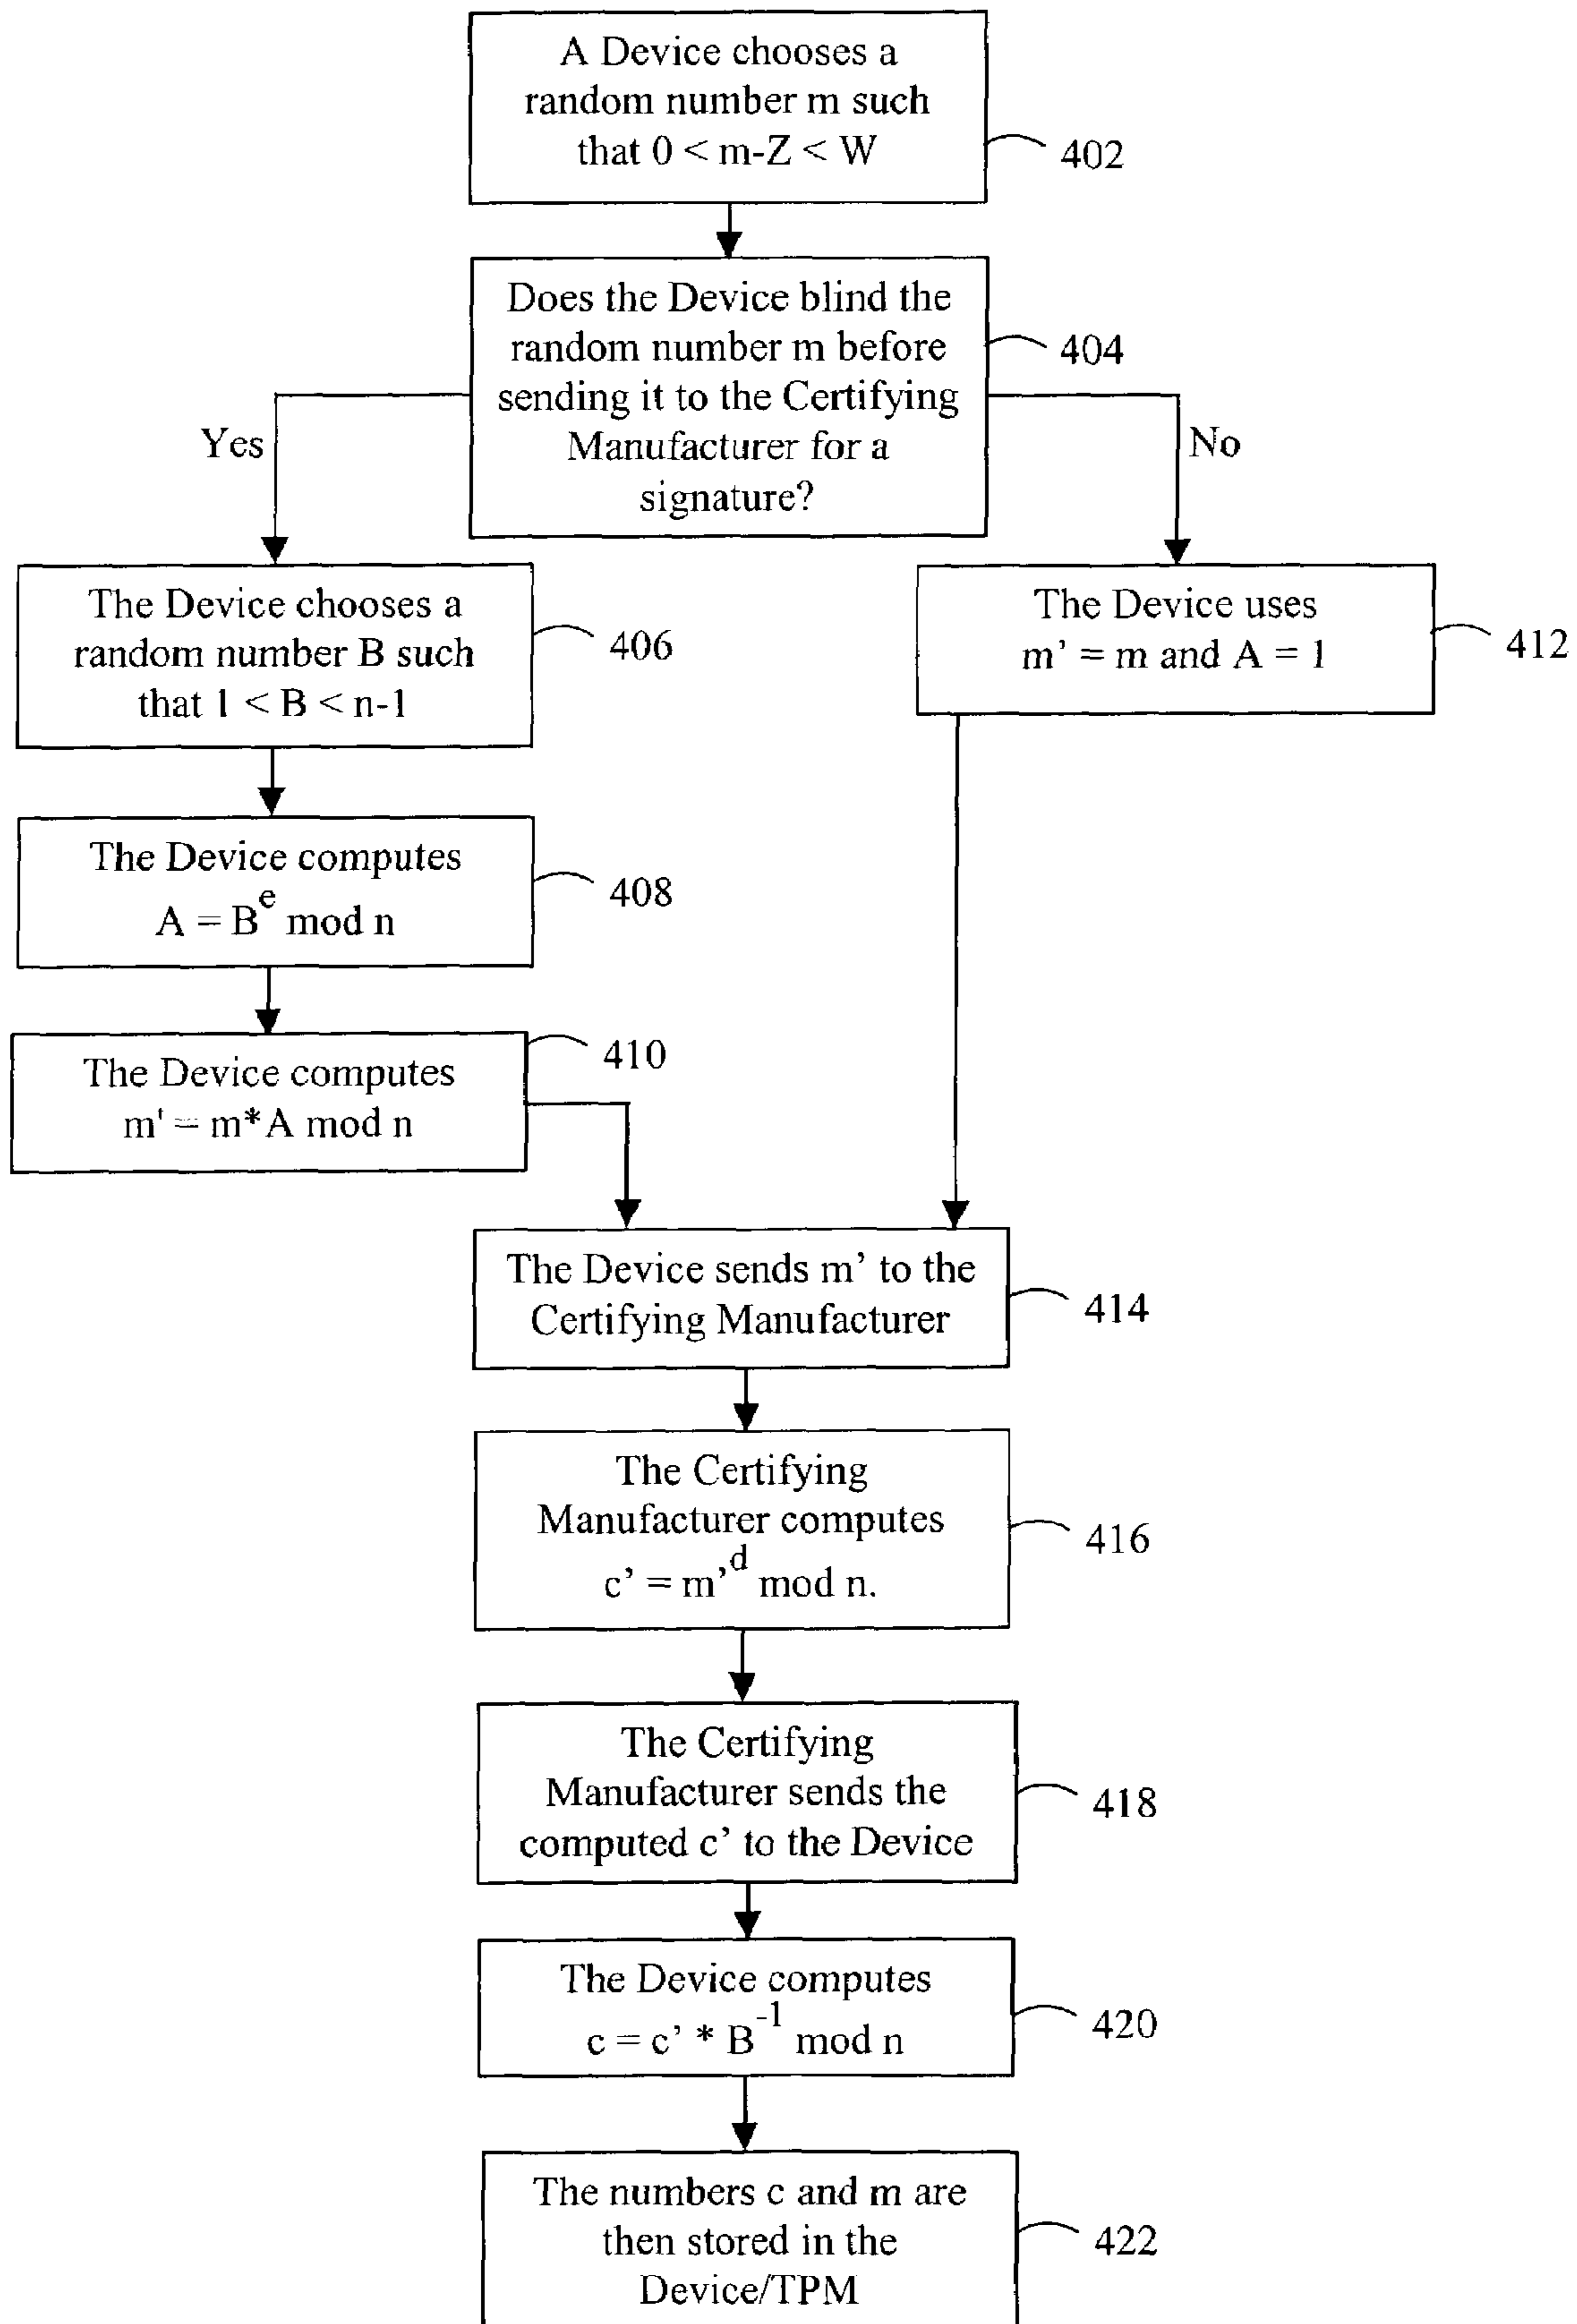 A Device chooses a
random number m such
that 0 < m-Z < W
402
Does the Device blind the
random number m before
sending it to the Certifying
Manufacturer for a
signature?
404
Yes
No
The Device chooses a
random number B such
that 1 < B < n-1
406
The Device uses
m’ = m and A = 1
412
The Device computes
A = B^e mod n
408
The Device computes
m' = m*A mod n
410
The Device sends m’ to the
Certifying Manufacturer
414
The Certifying
Manufacturer computes
c’ = m’^d mod n.
416
The Certifying
Manufacturer sends the
computed c’ to the Device
418
The Device computes
c = c’ * B^-1 mod n
420
The numbers c and m are
then stored in the
Device/TPM
422